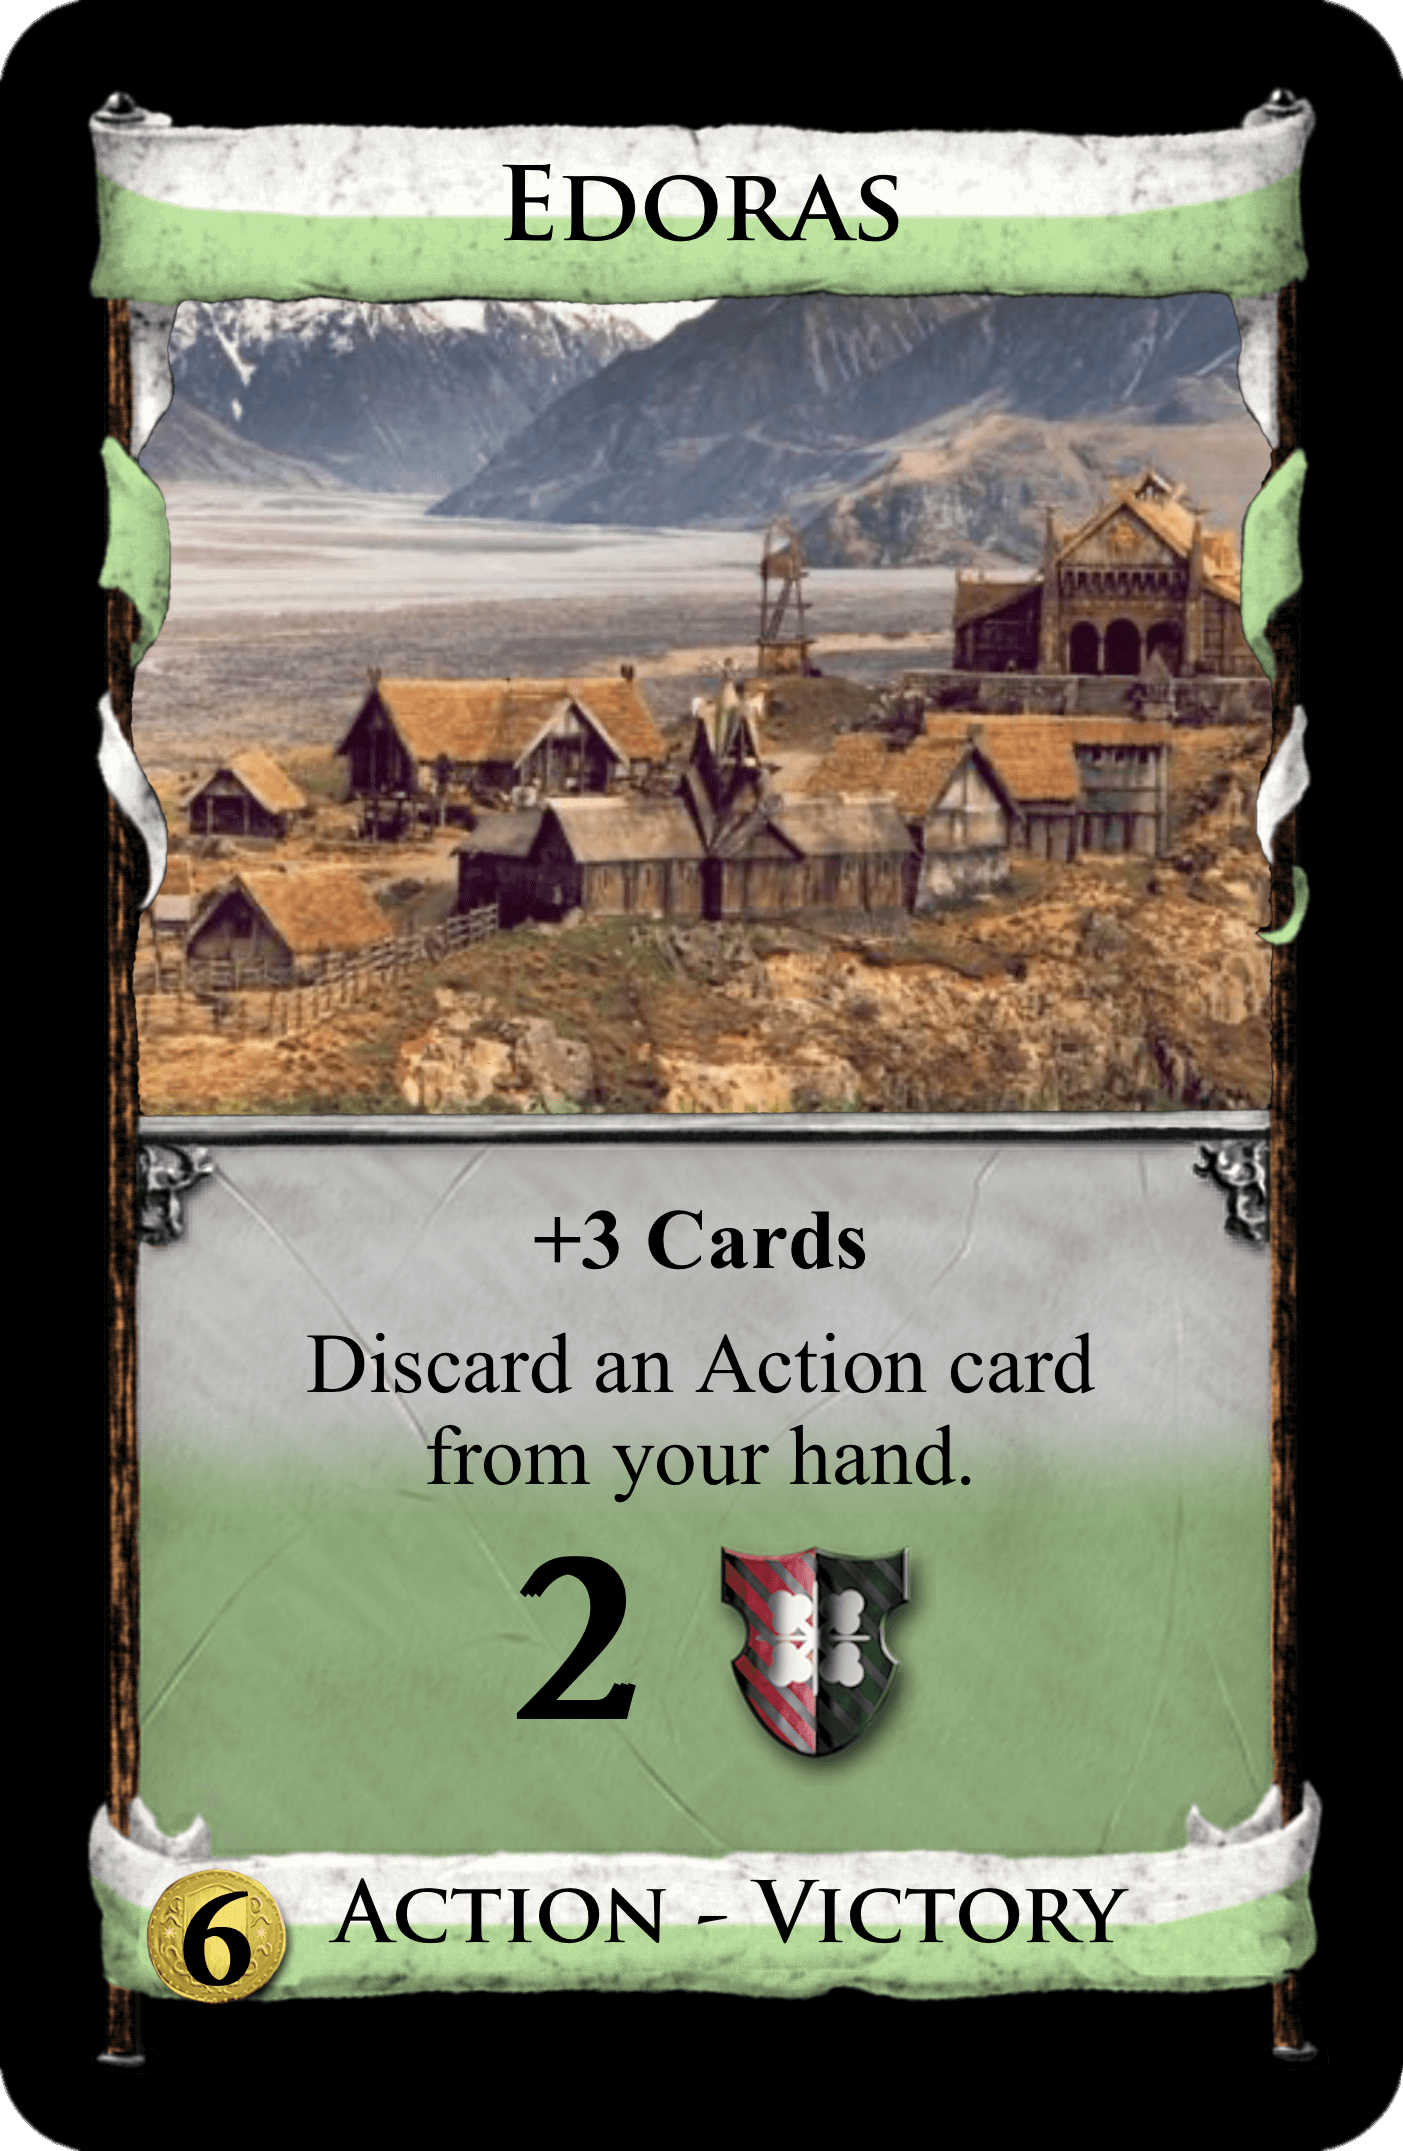 Edoras
+3 Cards
Discard an Action card
from your hand.
2
6 Action - Victory